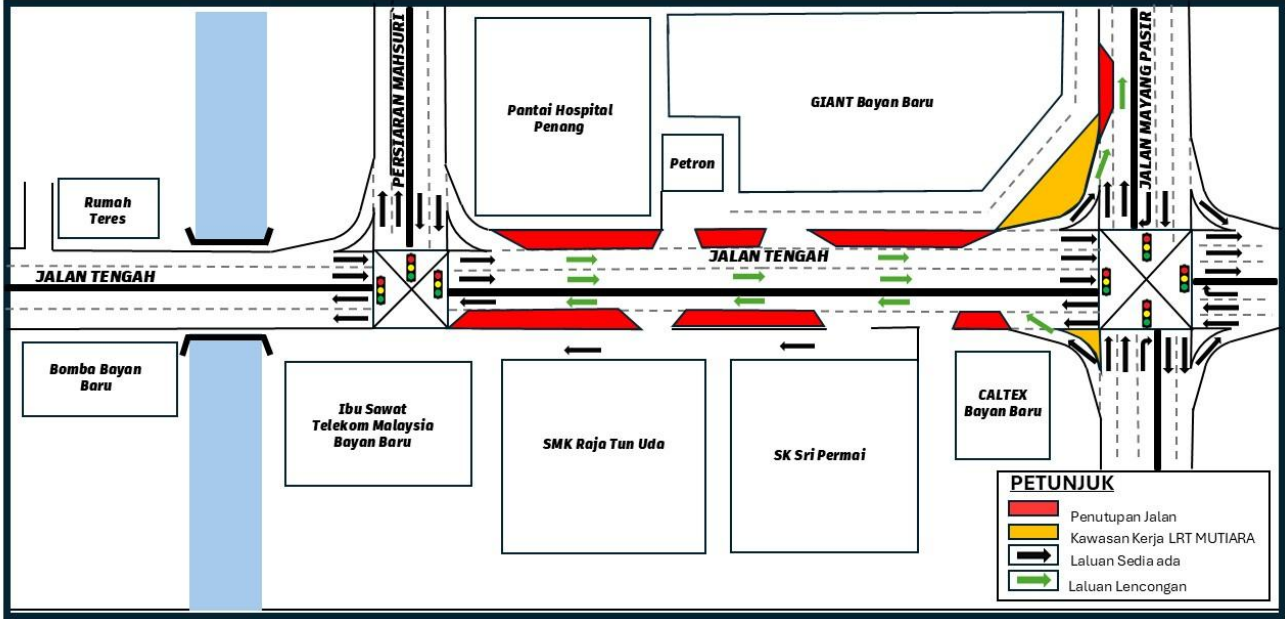 PERSIARAN MAHSURI
JALAN MAYANG PASIR
Pantai Hospital
Penang
GIANT Bayan Baru
Petron
Rumah
Teres
JALAN TENGAH
JALAN TENGAH
Bomba Bayan
Baru
Ibu Sawat
Telekom Malaysia
Bayan Baru
SMK Raja Tun Uda
SK Sri Permai
CALTEX
Bayan Baru
PETUNJUK
Penutupan Jalan
Kawasan Kerja LRT MUTIARA
Laluan Sedia ada
Laluan Lencongan